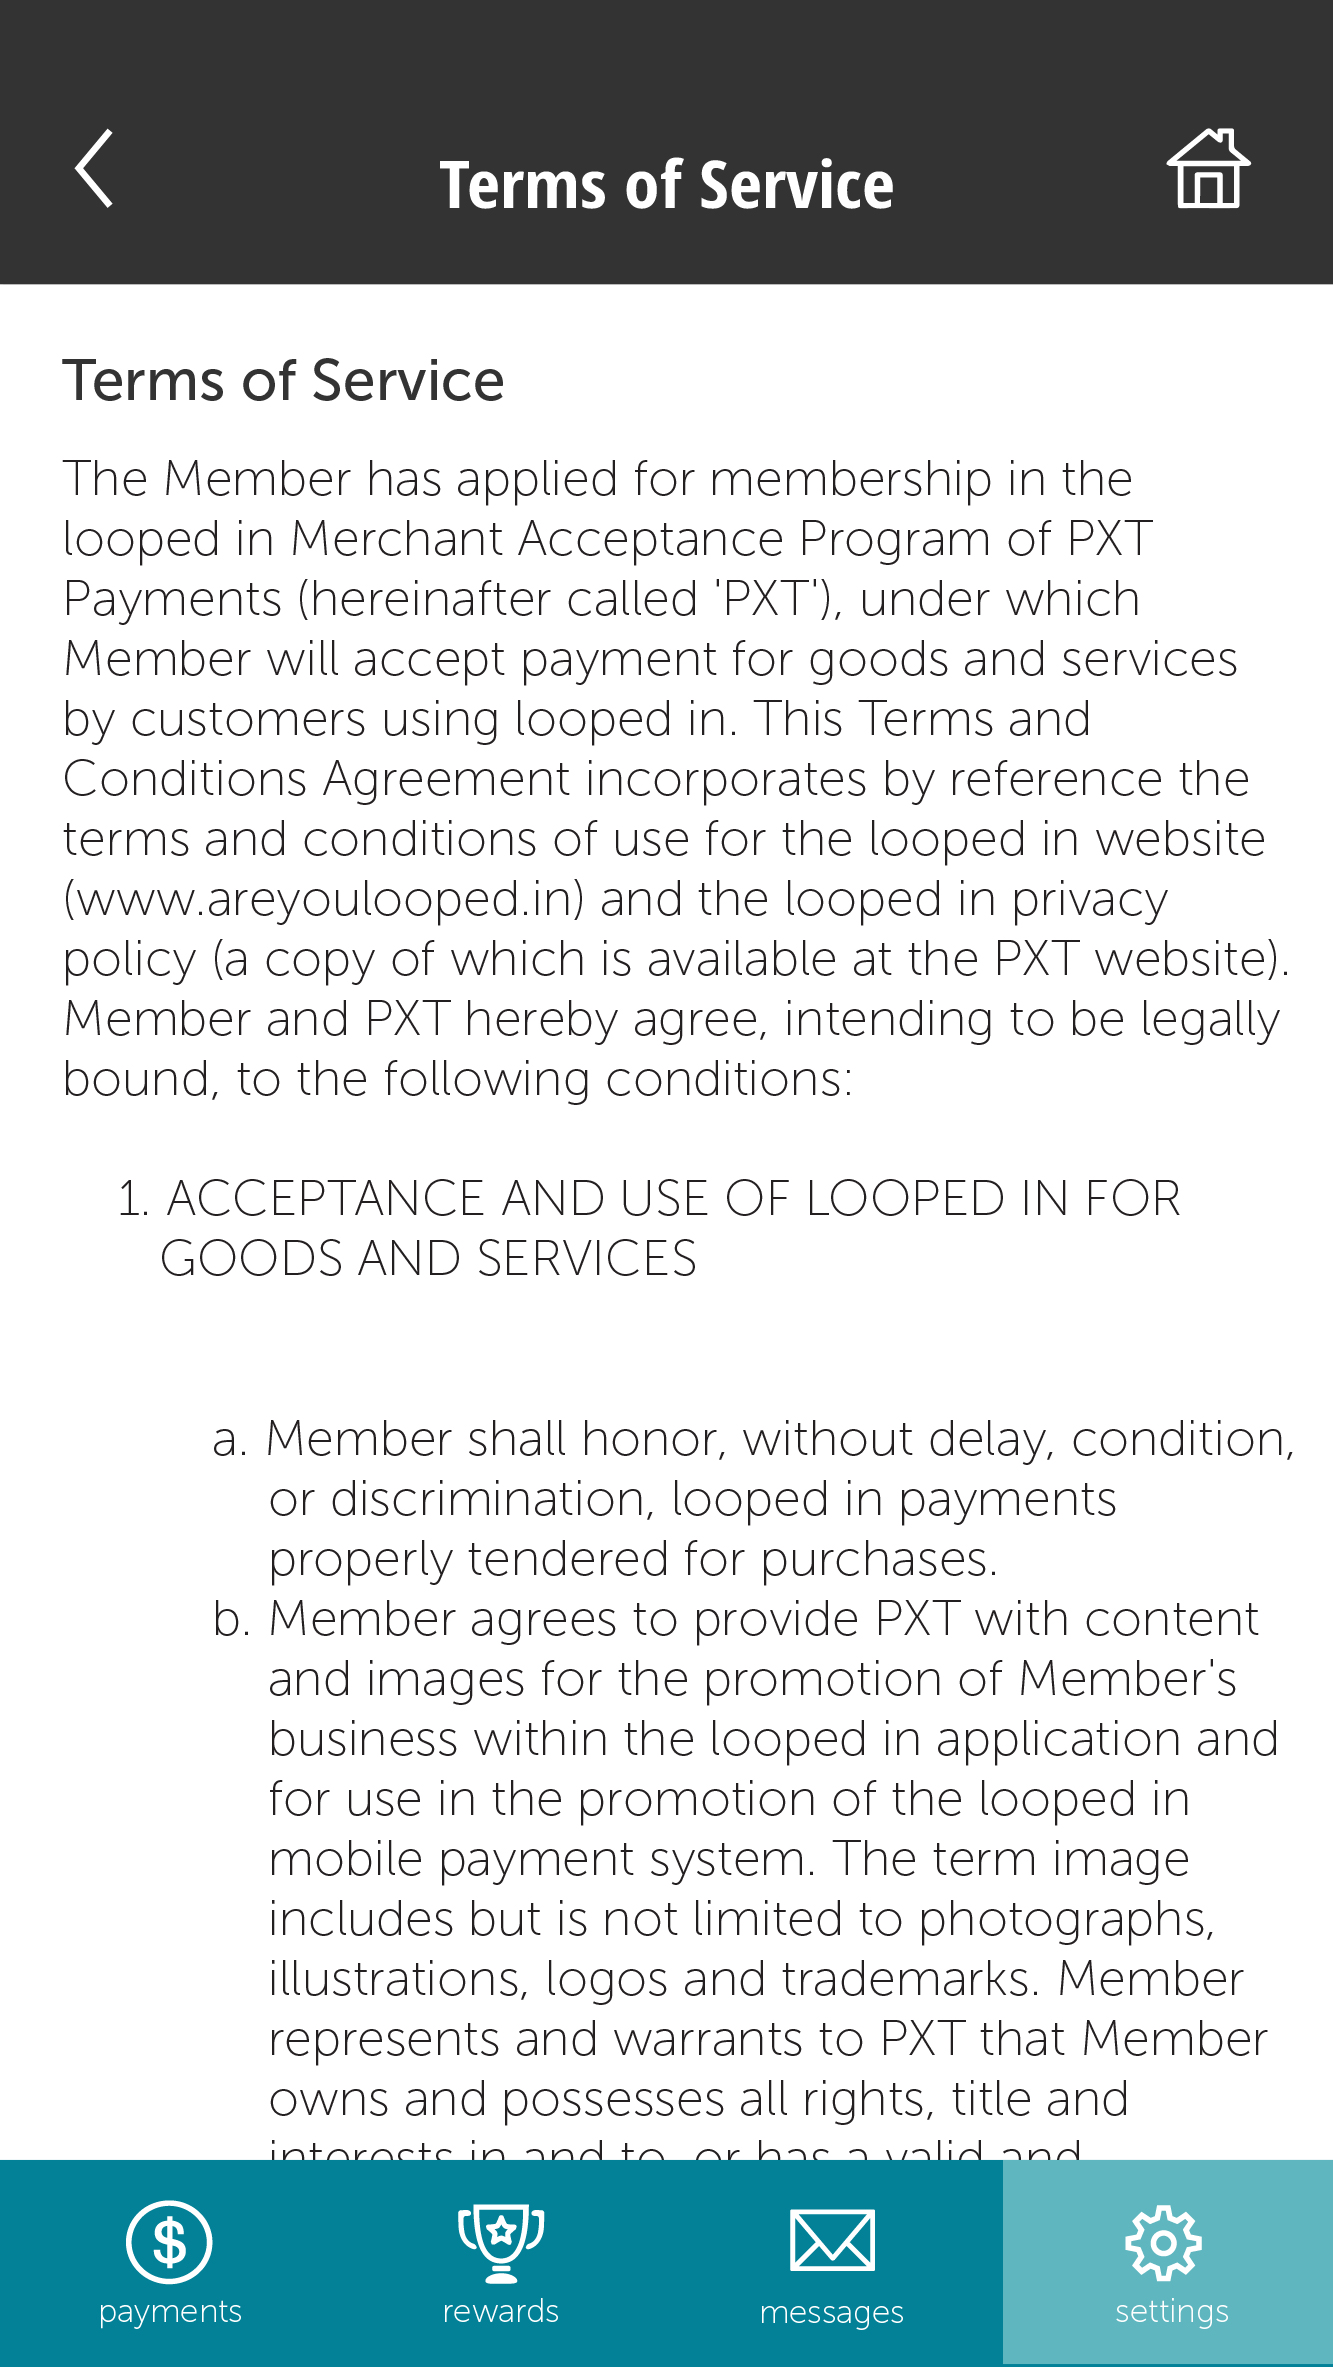 Terms of Service
Terms of Service
The Member has applied for membership in the
looped in Merchant Acceptance Program of PXT
Payments (hereinafter called 'PXT'), under which
Member will accept payment for goods and services
by customers using looped in. This Terms and
Conditions Agreement incorporates by reference the
terms and conditions of use for the looped in website
(www.areyoulooped.in) and the looped in privacy
policy (a copy of which is available at the PXT website).
Member and PXT hereby agree, intending to be legally
bound, to the following conditions:
1. ACCEPTANCE AND USE OF LOOPED IN FOR
GOODS AND SERVICES
a. Member shall honor, without delay, condition,
or discrimination, looped in payments
properly tendered for purchases.
b. Member agrees to provide PXT with content
and images for the promotion of Member's
business within the looped in application and
for use in the promotion of the looped in
mobile payment system. The term image
includes but is not limited to photographs,
illustrations, logos and trademarks. Member
represents and warrants to PXT that Member
owns and possesses all rights, title and
interests in and to, or has a valid and
$
payments
rewards
messages
settings